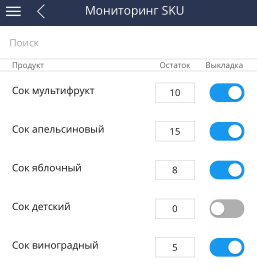 Мониторинг SKU
Поиск
Продукт Остаток Выкладка
Сок мультифрукт 10
Сок апельсиновый 15
Сок яблочный 8
Сок детский 0
Сок виноградный 5